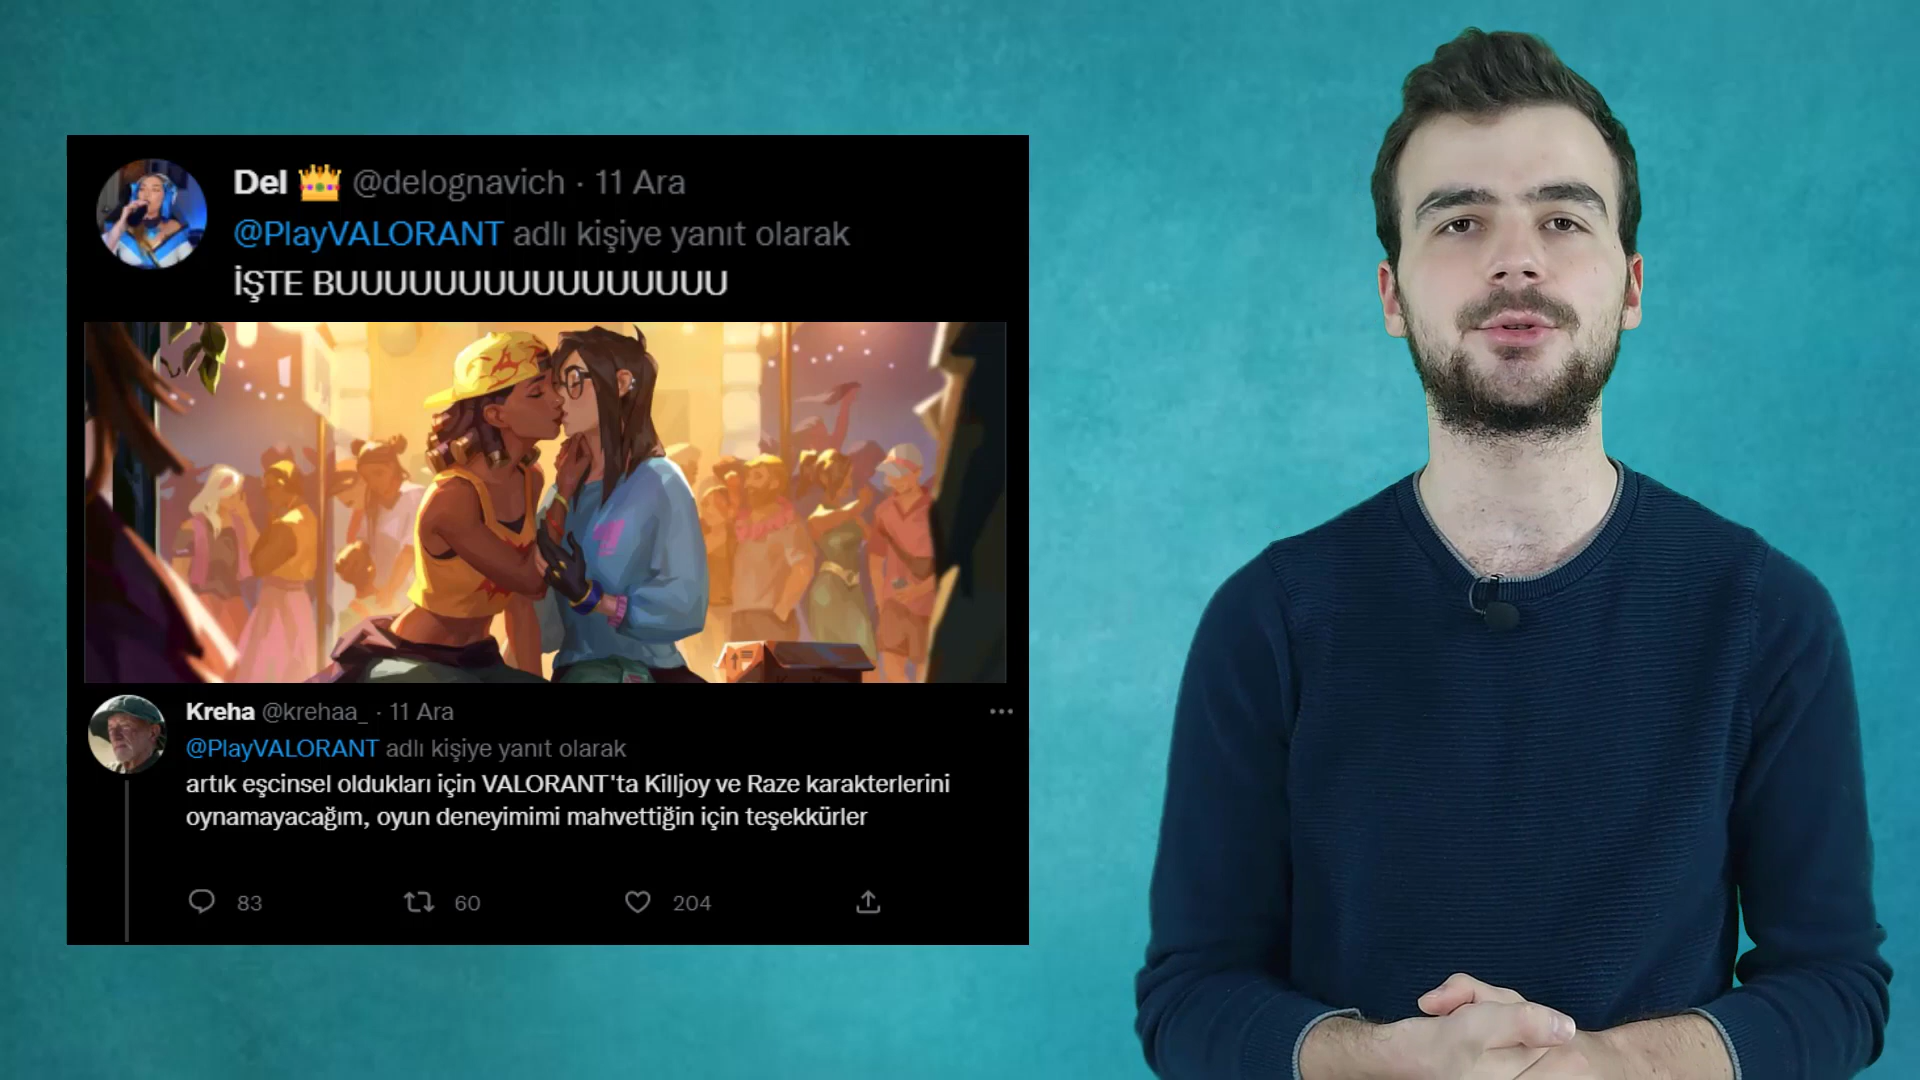 Del 👑 @delognavich · 11 Ara
@PlayVALORANT adlı kişiye yanıt olarak
İŞTE BUUUUUUUUUUUUUUUU
Kreha @krehaa_ · 11 Ara
@PlayVALORANT adlı kişiye yanıt olarak
artık eşcinsel oldukları için VALORANT'ta Killjoy ve Raze karakterlerini
oynamayacağım, oyun deneyimimi mahvettiğin için teşekkürler
83 60 204